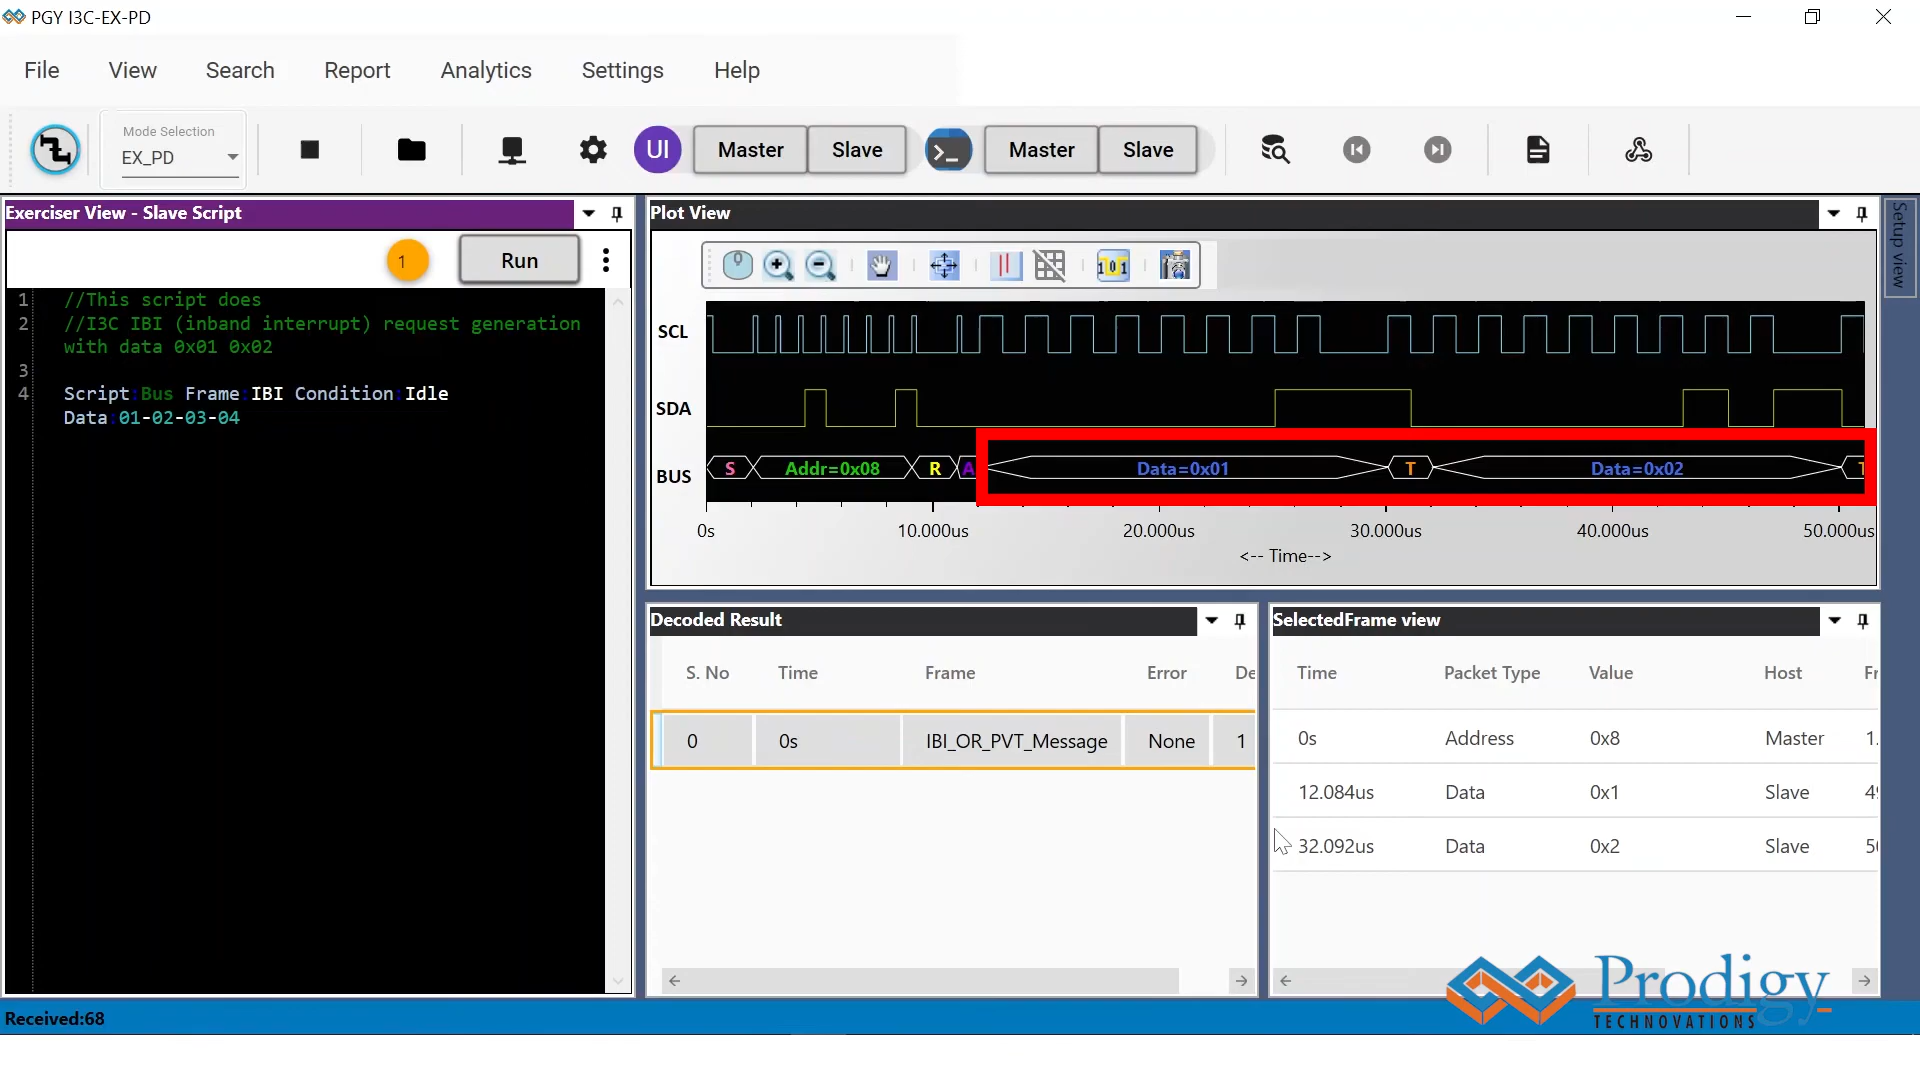 PGY I3C-EX-PD
File View Search Report Analytics Settings Help
Mode Selection
EX_PD
UI Master Slave Master Slave
Exerciser View - Slave Script
1 Run
1 //This script does
2 //I3C IBI (inband interrupt) request generation
with data 0x01 0x02
3
4 Script:Bus Frame:IBI Condition:Idle
Data:01-02-03-04
Plot View
101
SCL
SDA
BUS S Addr=0x08 R A Data=0x01 T Data=0x02 T
0s 10.000us 20.000us 30.000us 40.000us 50.000us
<-- Time-->
Setup view
Decoded Result
S. No Time Frame Error De
0 0s IBI_OR_PVT_Message None 1
SelectedFrame view
Time Packet Type Value Host Fr
0s Address 0x8 Master 1.
12.084us Data 0x1 Slave 49
32.092us Data 0x2 Slave 50
Prodigy
TECHNOVATIONS
Received:68